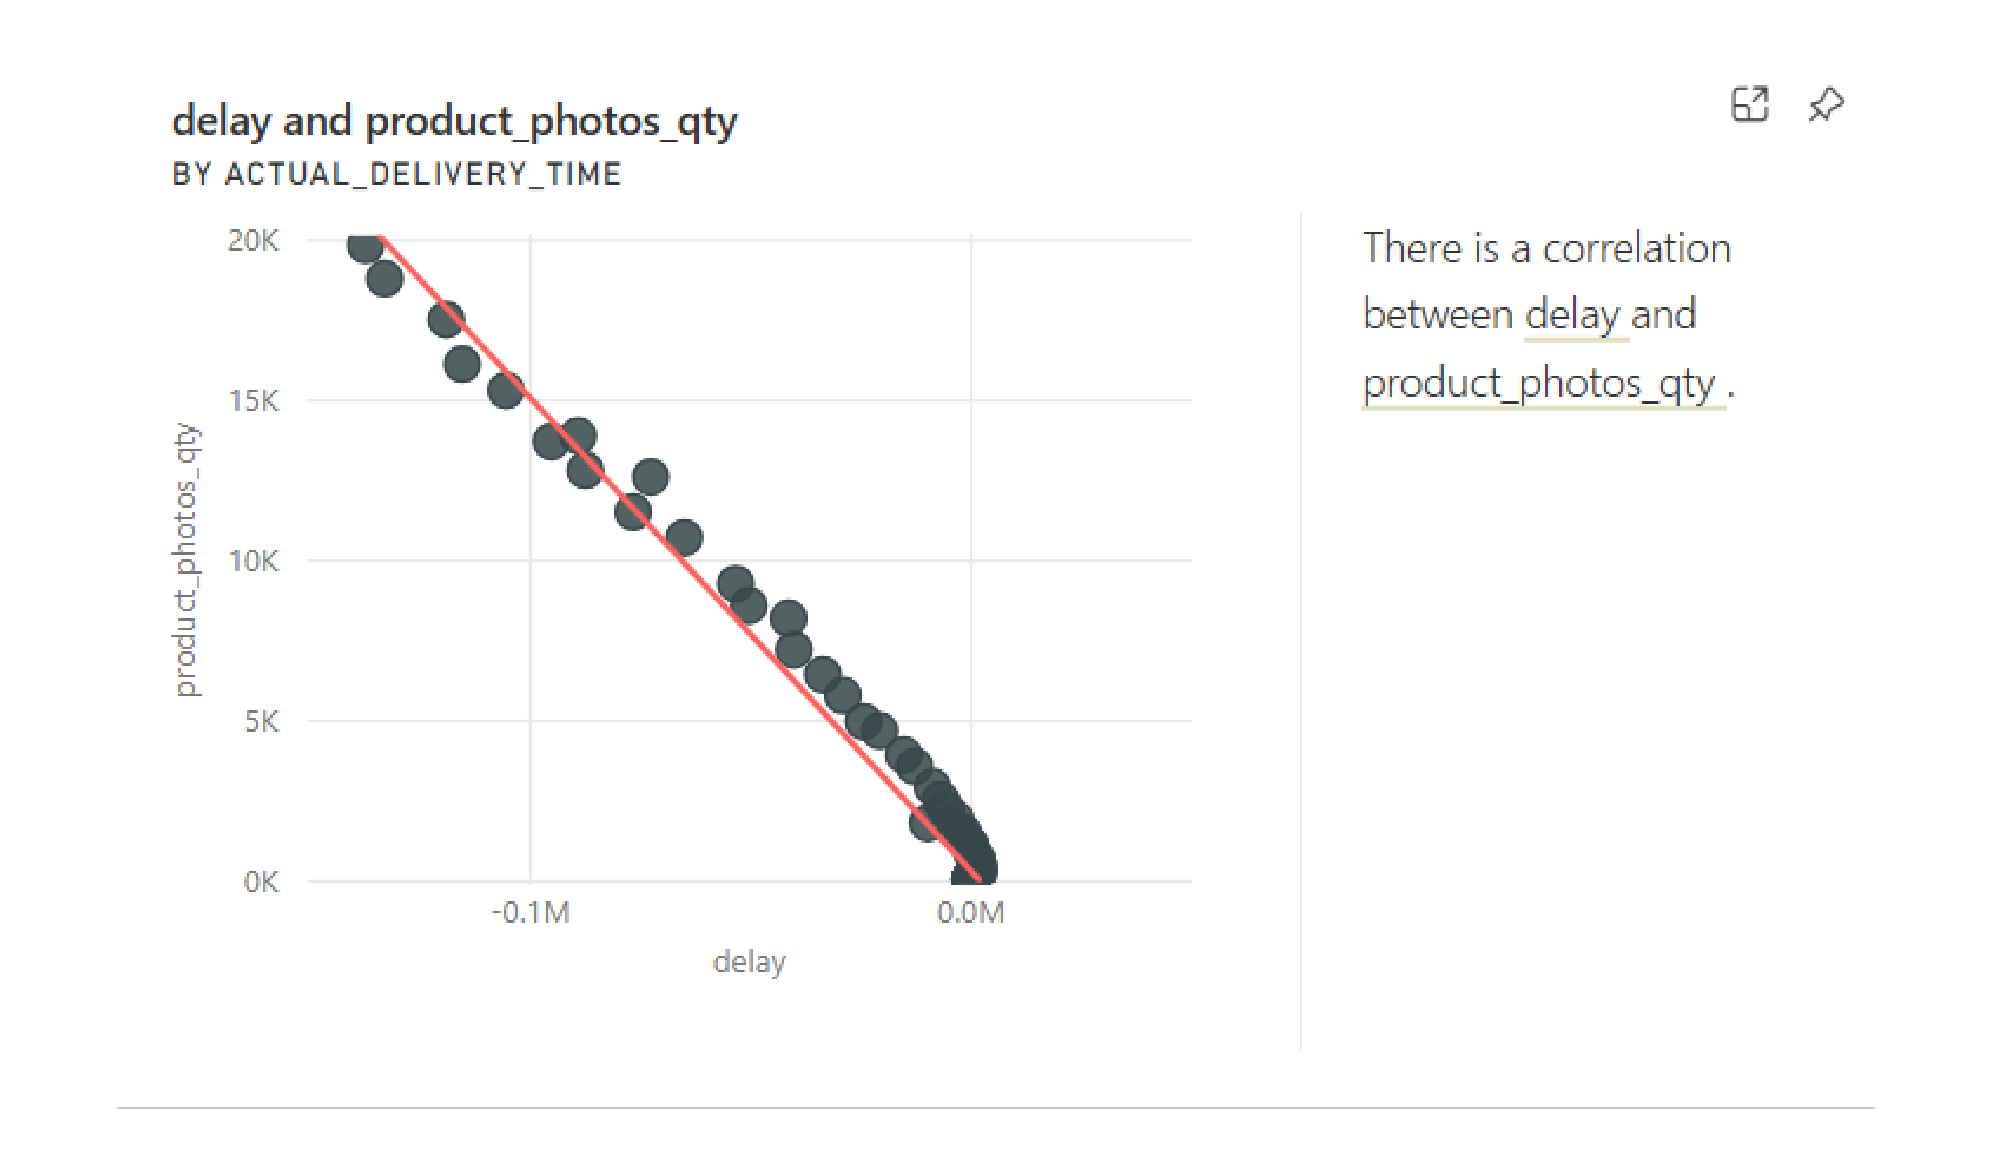 delay and product_photos_qty
BY ACTUAL_DELIVERY_TIME
20K
15K
10K
5K
0K
product_photos_qty
-0.1M
0.0M
delay
There is a correlation
between delay and
product_photos_qty .